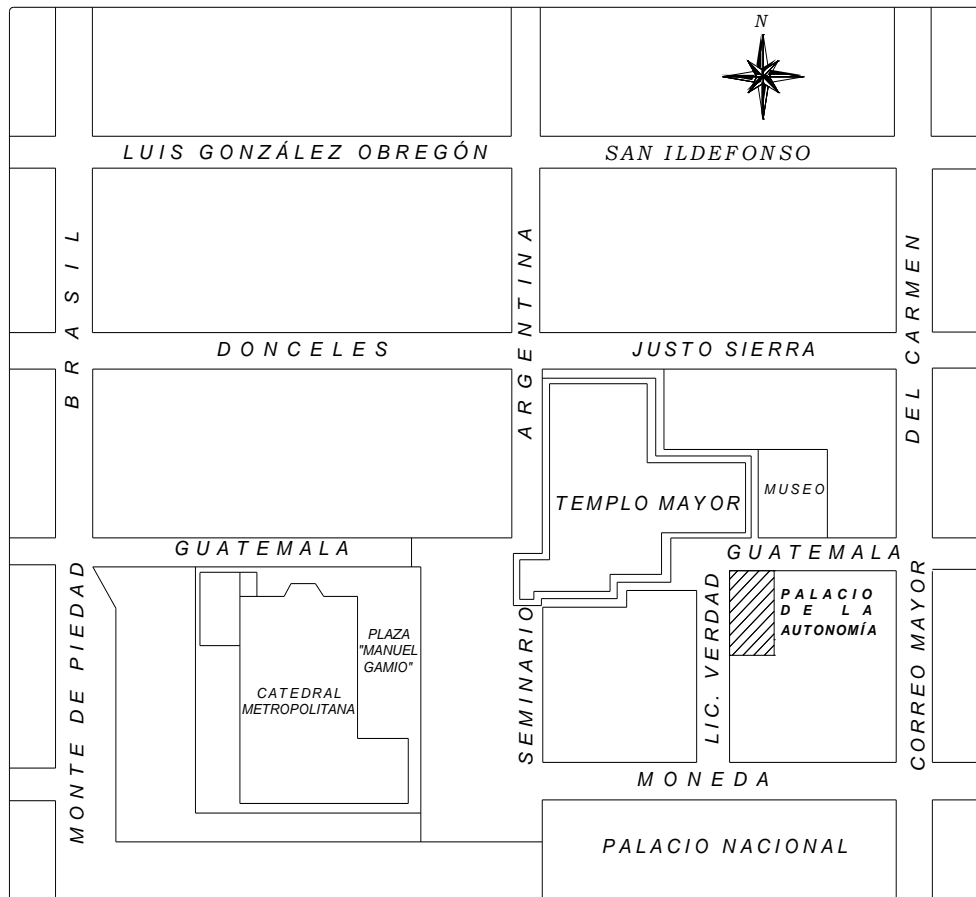 N
LUIS GONZÁLEZ OBREGÓN
SAN ILDEFONSO
BRASIL
ARGENTINA
DEL CARMEN
DONCELES
JUSTO SIERRA
TEMPLO MAYOR
MUSEO
GUATEMALA
GUATEMALA
MONTE DE PIEDAD
PLAZA
"MANUEL
GAMIO"
CATEDRAL
METROPOLITANA
SEMINARIO
LIC. VERDAD
PALACIO
DE LA
AUTONOMÍA
CORREO MAYOR
MONEDA
PALACIO NACIONAL